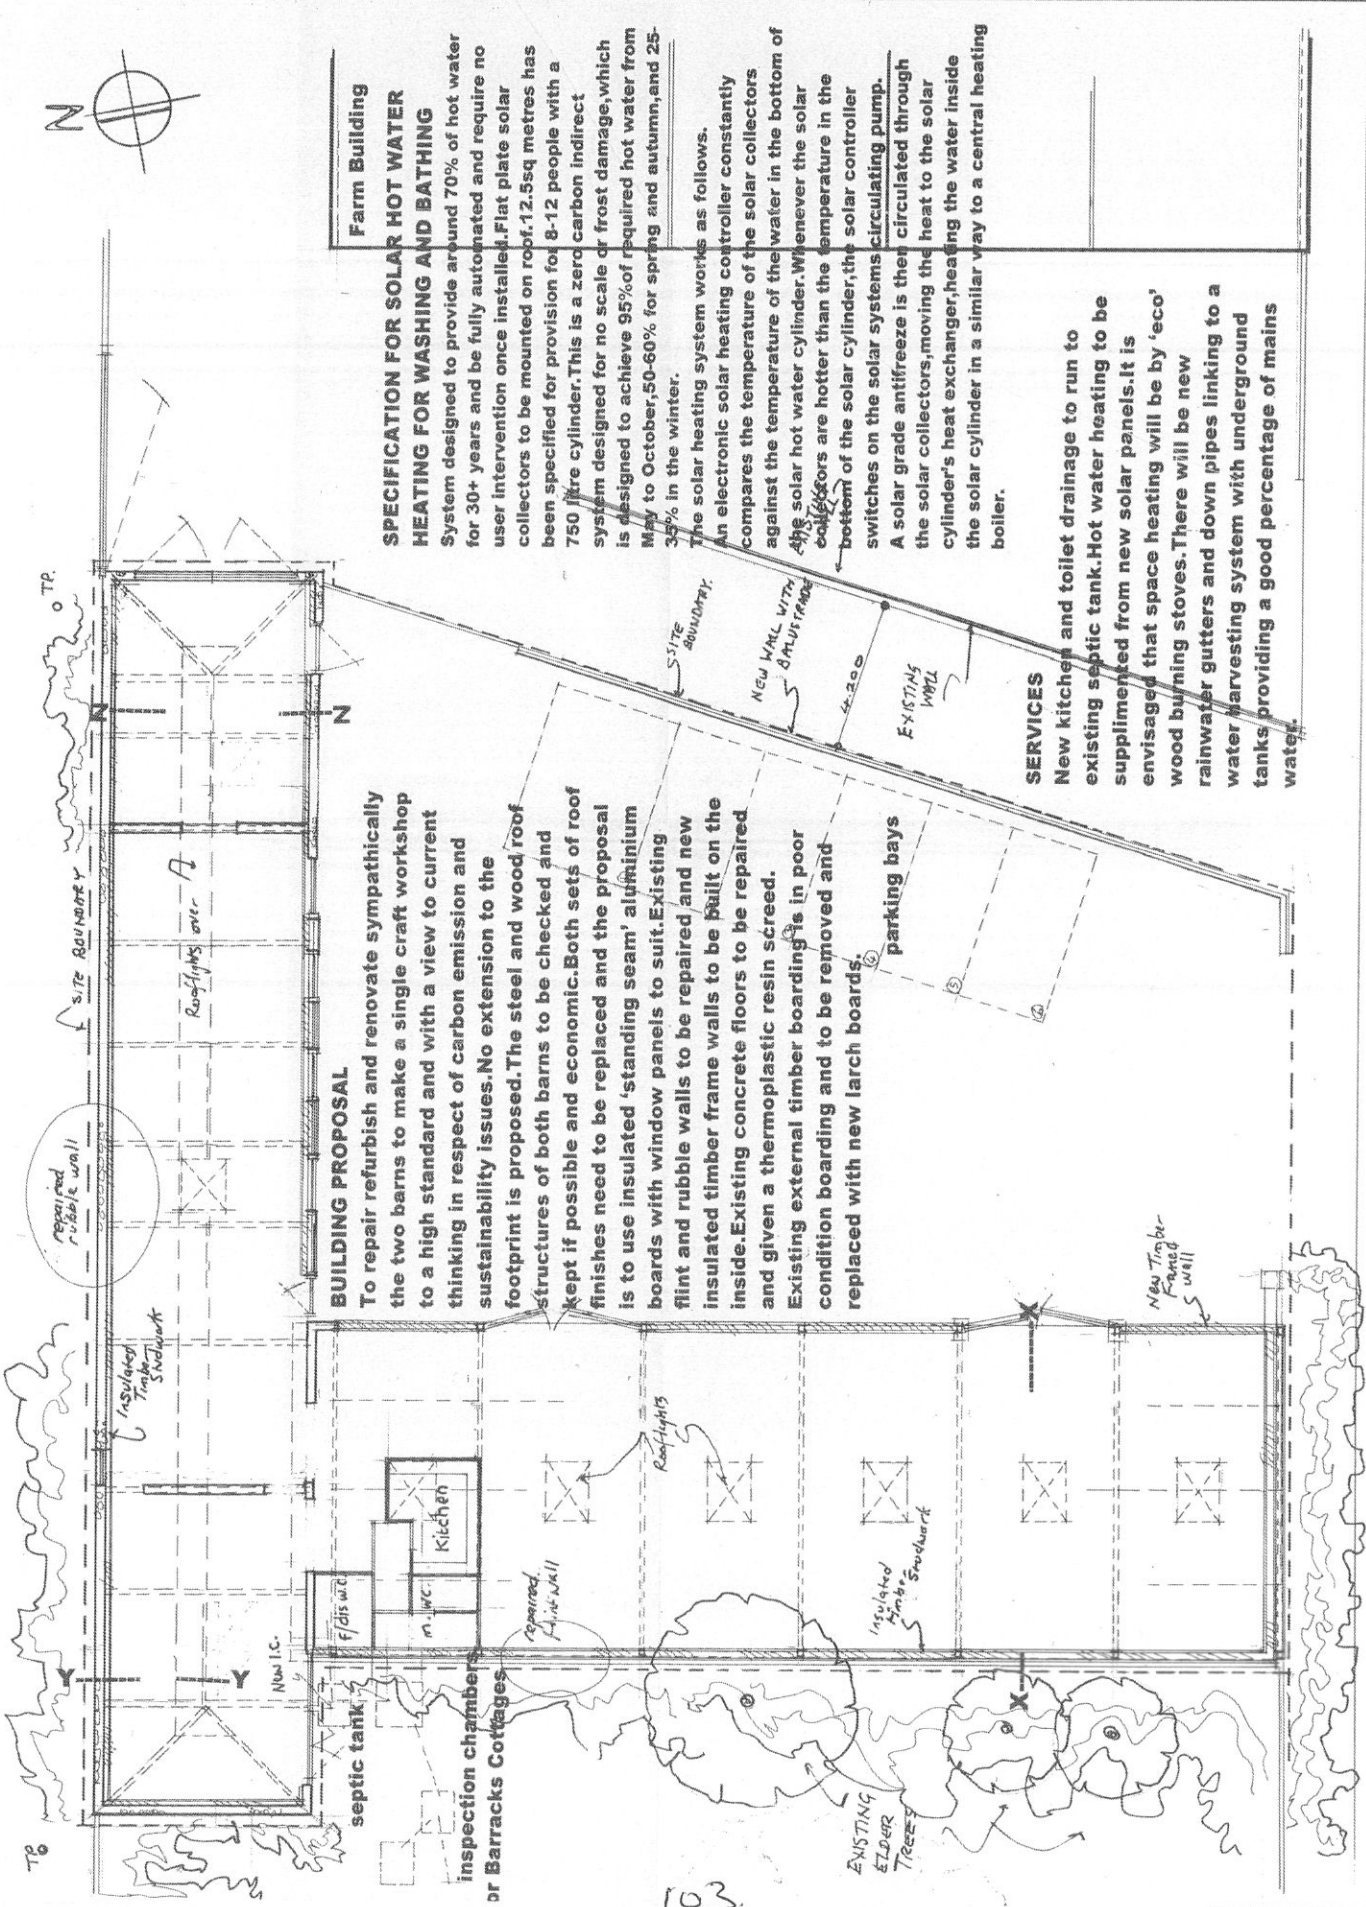 N
Farm Building
SPECIFICATION FOR SOLAR HOT WATER
HEATING FOR WASHING AND BATHING
System designed to provide around 70% of hot water
for 30+ years and be fully automated and require no
user intervention once installed.Flat plate solar
collectors to be mounted on roof.12.5sq metres has
been specified for provision for 8-12 people with a
750 litre cylinder.This is a zero carbon indirect
system designed for no scale or frost damage,which
is designed to achieve 95%of required hot water from
May to October,50-60% for spring and autumn,and 25-
35% in the winter.
The solar heating system works as follows.
An electronic solar heating controller constantly
compares the temperature of the solar collectors
against the temperature of the water in the bottom of
the solar hot water cylinder.Whenever the solar
collectors are hotter than the temperature in the
bottom of the solar cylinder,the solar controller
switches on the solar systems circulating pump.
A solar grade antifreeze is then circulated through
the solar collectors,moving the heat to the solar
cylinder's heat exchanger,heating the water inside
the solar cylinder in a similar way to a central heating
boiler.
SERVICES
New kitchen and toilet drainage to run to
existing septic tank.Hot water heating to be
supplimented from new solar panels.It is
envisaged that space heating will be by 'eco'
wood burning stoves.There will be new
rainwater gutters and down pipes linking to a
water harvesting system with underground
tanks providing a good percentage of mains
water.
BUILDING PROPOSAL
To repair refurbish and renovate sympathically
the two barns to make a single craft workshop
to a high standard and with a view to current
thinking in respect of carbon emission and
sustainability issues.No extension to the
footprint is proposed.The steel and wood roof
structures of both barns to be checked and
kept if possible and economic.Both sets of roof
finishes need to be replaced and the proposal
is to use insulated 'standing seam' aluminium
boards with window panels to suit.Existing
flint and rubble walls to be repaired and new
insulated timber frame walls to be built on the
inside.Existing concrete floors to be repaired
and given a thermoplastic resin screed.
Existing external timber boarding is in poor
condition boarding and to be removed and
replaced with new larch boards.
parking bays
③
④
⑤
⑥
SITE
BOUNDARY.
NEW WALL WITH
BALUSTRADE
4.200
EXISTING
WALL
EXISTING
WALL
T.P.
SITE BOUNDARY
Rooflights over
N
N
repaired
rubble wall
Insulated
Timber
Studwork
T.P.
Y
Y
New I.C.
f/dis w.c.
m. wc.
Kitchen
septic tank
inspection chambers
or Barracks Cottages
repaired
flint wall
Rooflights
Insulated
timber
Studwork
X
X
New Timber
Framed
wall
EXISTING
ELDER
TREES
103